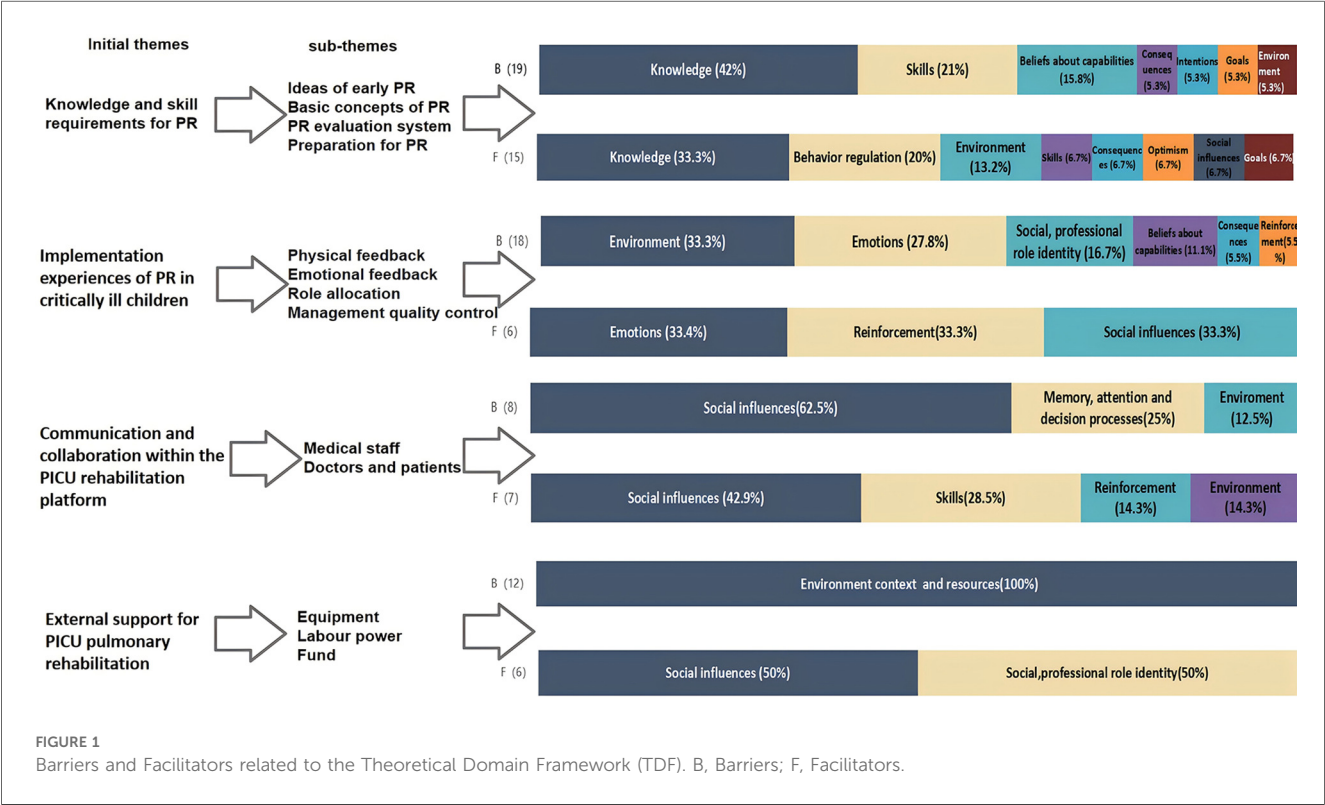 Initial themes
sub-themes
Knowledge and skill
requirements for PR
Ideas of early PR
Basic concepts of PR
PR evaluation system
Preparation for PR
B (19)
Knowledge (42%)
Skills (21%)
Beliefs about capabilities
(15.8%)
Conseq
uences
(5.3%)
Intentions
(5.3%)
Goals
(5.3%)
Environ
ment
(5.3%)
F (15)
Knowledge (33.3%)
Behavior regulation (20%)
Environment
(13.2%)
Skills (6.7%)
Consequenc
es (6.7%)
Optimism
(6.7%)
Social
influences
(6.7%)
Goals (6.7%)
Implementation
experiences of PR in
critically ill children
Physical feedback
Emotional feedback
Role allocation
Management quality control
B (18)
Environment (33.3%)
Emotions (27.8%)
Social, professional
role identity (16.7%)
Beliefs about
capabilities (11.1%)
Conseque
nces
(5.5%)
Reinforce
ment(5.5
%)
F (6)
Emotions (33.4%)
Reinforcement(33.3%)
Social influences (33.3%)
Communication and
collaboration within the
PICU rehabilitation
platform
Medical staff
Doctors and patients
B (8)
Social influences(62.5%)
Memory, attention and
decision processes(25%)
Enviroment
(12.5%)
F (7)
Social influences (42.9%)
Skills(28.5%)
Reinforcement
(14.3%)
Environment
(14.3%)
External support for
PICU pulmonary
rehabilitation
Equipment
Labour power
Fund
B (12)
Environment context and resources(100%)
F (6)
Social influences (50%)
Social,professional role identity(50%)
FIGURE 1
Barriers and Facilitators related to the Theoretical Domain Framework (TDF). B, Barriers; F, Facilitators.